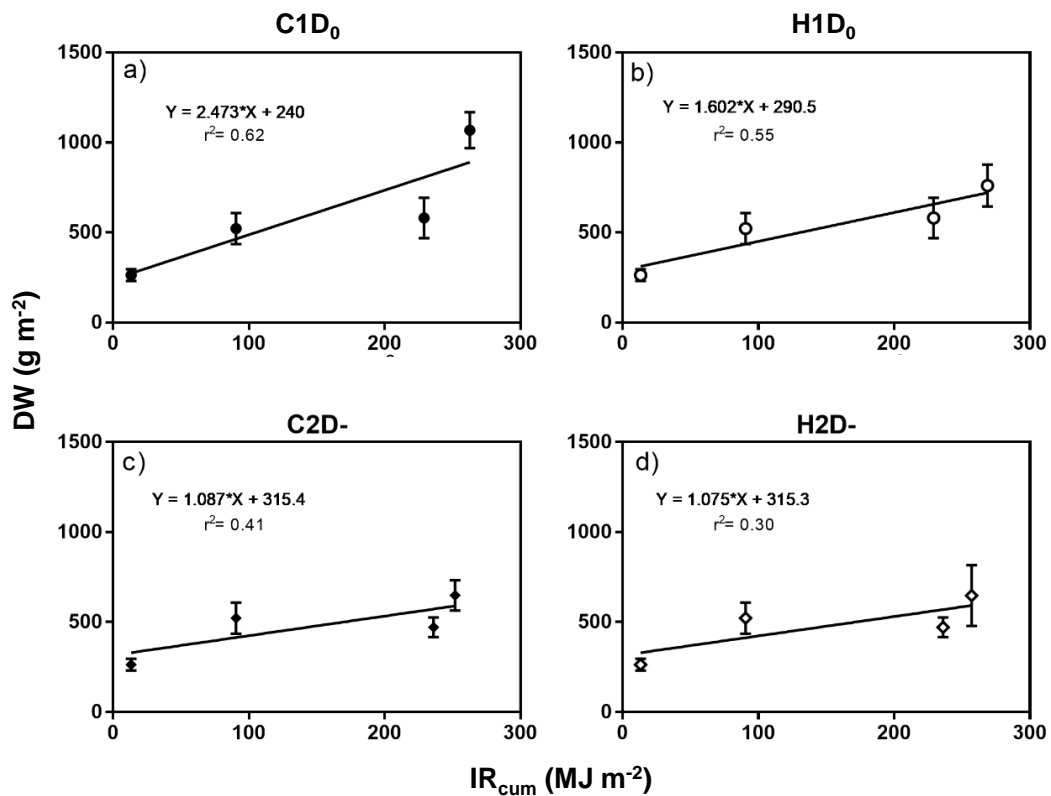 C1D₀
a)
Y = 2.473*X + 240
r²= 0.62
1500
1000
500
0
0 100 200 300
H1D₀
b)
Y = 1.602*X + 290.5
r²= 0.55
1500
1000
500
0
0 100 200 300
DW (g m⁻²)
C2D-
c)
Y = 1.087*X + 315.4
r²= 0.41
1500
1000
500
0
0 100 200 300
H2D-
d)
Y = 1.075*X + 315.3
r²= 0.30
1500
1000
500
0
0 100 200 300
IRcum (MJ m⁻²)